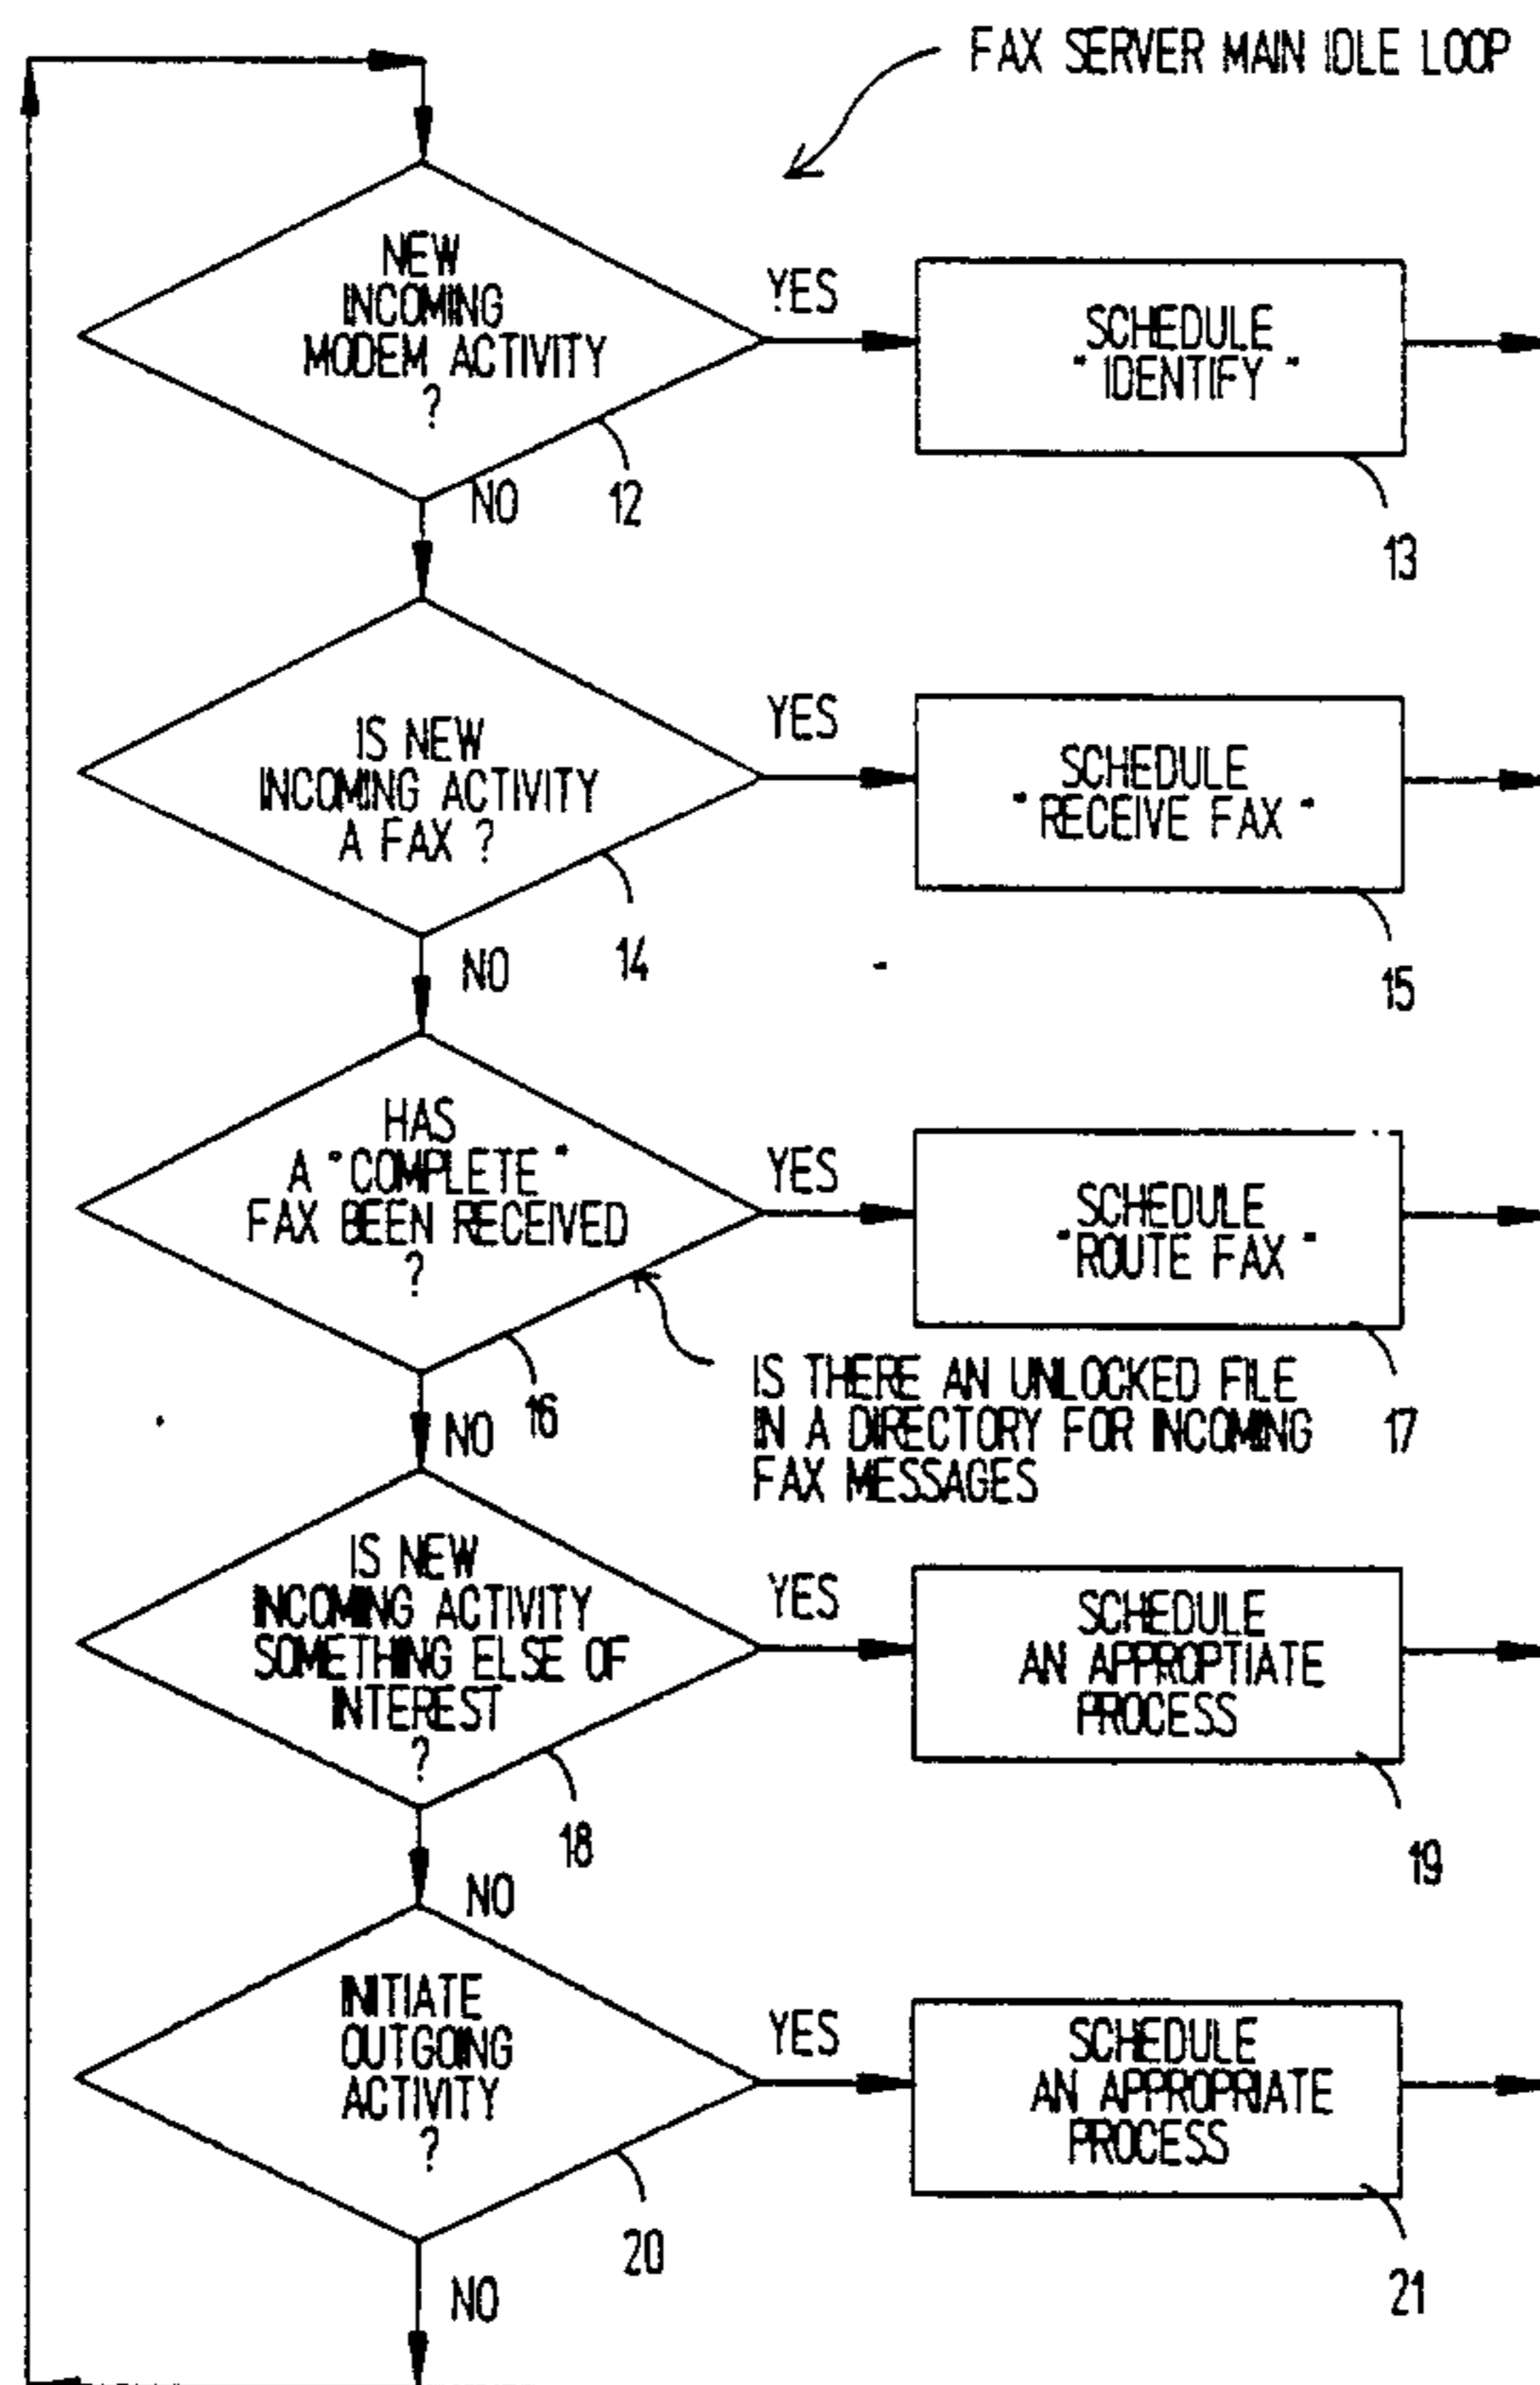 FAX SERVER MAIN IDLE LOOP
NEW
INCOMING
MODEM ACTIVITY
?
YES
SCHEDULE
"IDENTIFY"
NO
12
13
IS NEW
INCOMING ACTIVITY
A FAX ?
YES
SCHEDULE
"RECEIVE FAX"
NO
14
15
HAS
A "COMPLETE"
FAX BEEN RECEIVED
?
YES
SCHEDULE
"ROUTE FAX"
NO
16
IS THERE AN UNLOCKED FILE
IN A DIRECTORY FOR INCOMING
FAX MESSAGES
17
IS NEW
INCOMING ACTIVITY
SOMETHING ELSE OF
INTEREST
?
YES
SCHEDULE
AN APPROPTIATE
PROCESS
NO
18
19
INITIATE
OUTGOING
ACTIVITY
?
YES
SCHEDULE
AN APPROPRIATE
PROCESS
NO
20
21